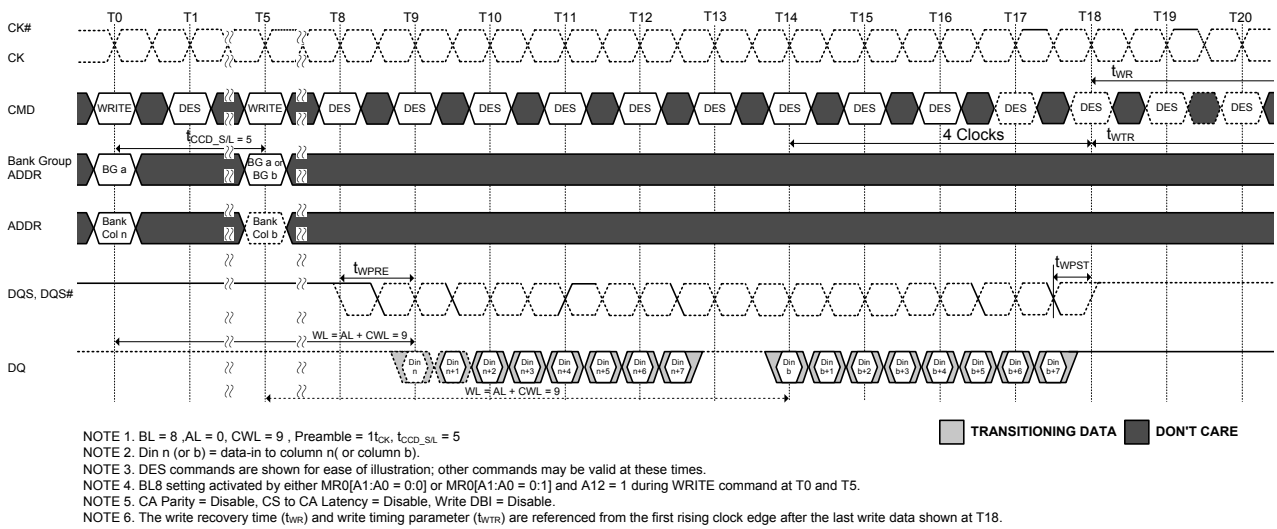 T0 T1 T5 T8 T9 T10 T11 T12 T13 T14 T15 T16 T17 T18 T19 T20
CK#
CK
tWR
CMD WRITE DES WRITE DES DES DES DES DES DES DES DES DES DES DES DES DES
tCCD_S/L = 5
4 Clocks
tWTR
Bank Group
ADDR
BG a
BG a or
BG b
ADDR
Bank
Col n
Bank
Col b
tWPRE
tWPST
DQS, DQS#
WL = AL + CWL = 9
DQ
Din n Din n+1 Din n+2 Din n+3 Din n+4 Din n+5 Din n+6 Din n+7 Din b Din b+1 Din b+2 Din b+3 Din b+4 Din b+5 Din b+6 Din b+7
WL = AL + CWL = 9
TRANSITIONING DATA DON'T CARE
NOTE 1. BL = 8 ,AL = 0, CWL = 9 , Preamble = 1tCK, tCCD_S/L = 5
NOTE 2. Din n (or b) = data-in to column n( or column b).
NOTE 3. DES commands are shown for ease of illustration; other commands may be valid at these times.
NOTE 4. BL8 setting activated by either MR0[A1:A0 = 0:0] or MR0[A1:A0 = 0:1] and A12 = 1 during WRITE command at T0 and T5.
NOTE 5. CA Parity = Disable, CS to CA Latency = Disable, Write DBI = Disable.
NOTE 6. The write recovery time (tWR) and write timing parameter (tWTR) are referenced from the first rising clock edge after the last write data shown at T18.